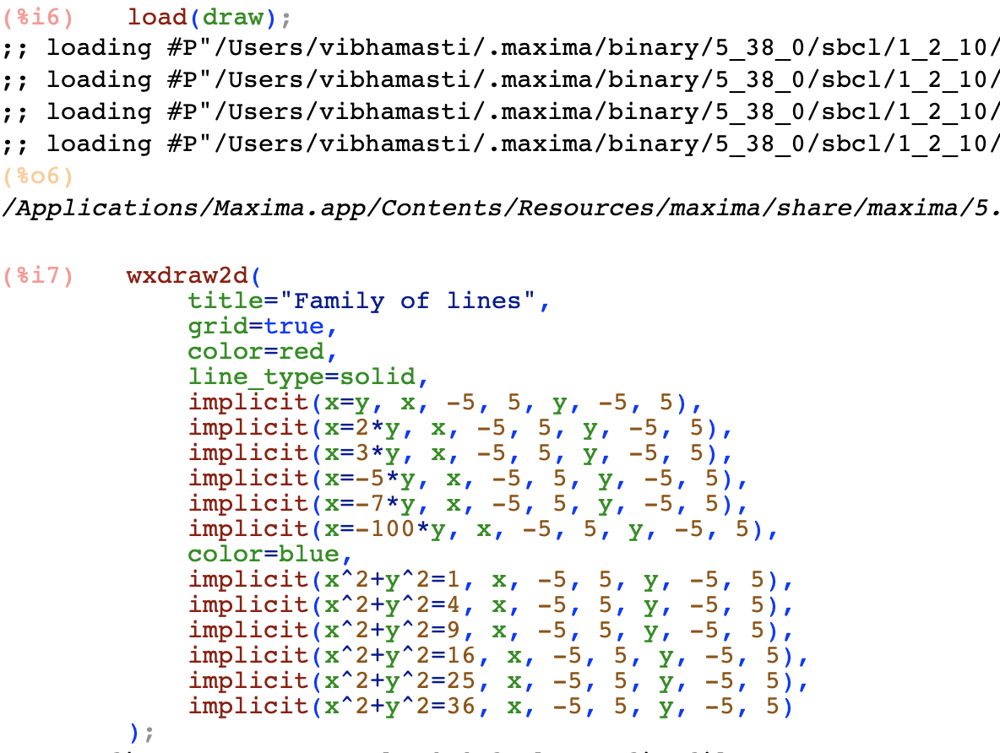 (%i6) load(draw);
;; loading #P"/Users/vibhamasti/.maxima/binary/5_38_0/sbcl/1_2_10/
;; loading #P"/Users/vibhamasti/.maxima/binary/5_38_0/sbcl/1_2_10/
;; loading #P"/Users/vibhamasti/.maxima/binary/5_38_0/sbcl/1_2_10/
;; loading #P"/Users/vibhamasti/.maxima/binary/5_38_0/sbcl/1_2_10/
(%o6)
/Applications/Maxima.app/Contents/Resources/maxima/share/maxima/5.
(%i7) wxdraw2d(
title="Family of lines",
grid=true,
color=red,
line_type=solid,
implicit(x=y, x, -5, 5, y, -5, 5),
implicit(x=2*y, x, -5, 5, y, -5, 5),
implicit(x=3*y, x, -5, 5, y, -5, 5),
implicit(x=-5*y, x, -5, 5, y, -5, 5),
implicit(x=-7*y, x, -5, 5, y, -5, 5),
implicit(x=-100*y, x, -5, 5, y, -5, 5),
color=blue,
implicit(x^2+y^2=1, x, -5, 5, y, -5, 5),
implicit(x^2+y^2=4, x, -5, 5, y, -5, 5),
implicit(x^2+y^2=9, x, -5, 5, y, -5, 5),
implicit(x^2+y^2=16, x, -5, 5, y, -5, 5),
implicit(x^2+y^2=25, x, -5, 5, y, -5, 5),
implicit(x^2+y^2=36, x, -5, 5, y, -5, 5)
);